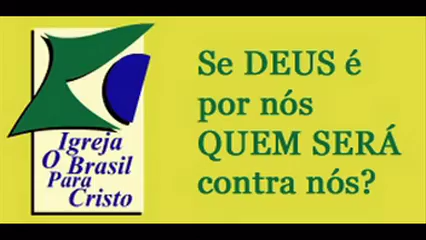 Igreja
O Brasil
Para
Cristo
Se DEUS é
por nós
QUEM SERÁ
contra nós?